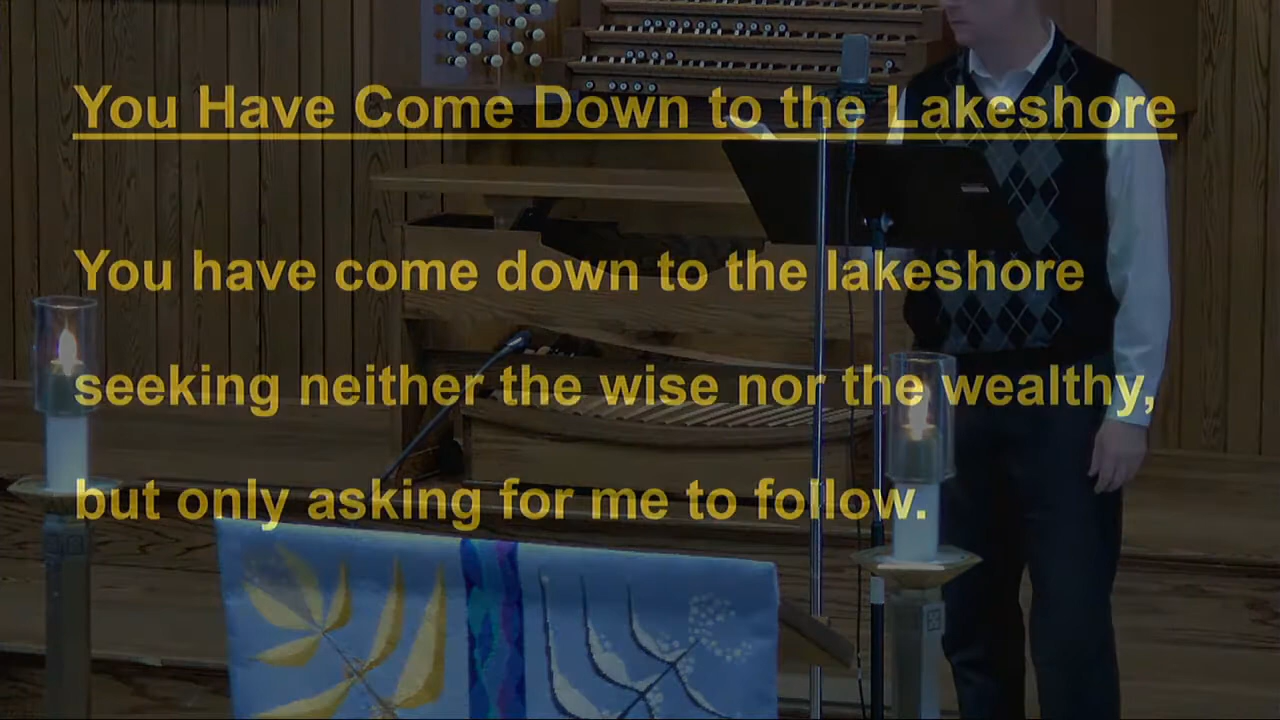 You Have Come Down to the Lakeshore
You have come down to the lakeshore
seeking neither the wise nor the wealthy,
but only asking for me to follow.